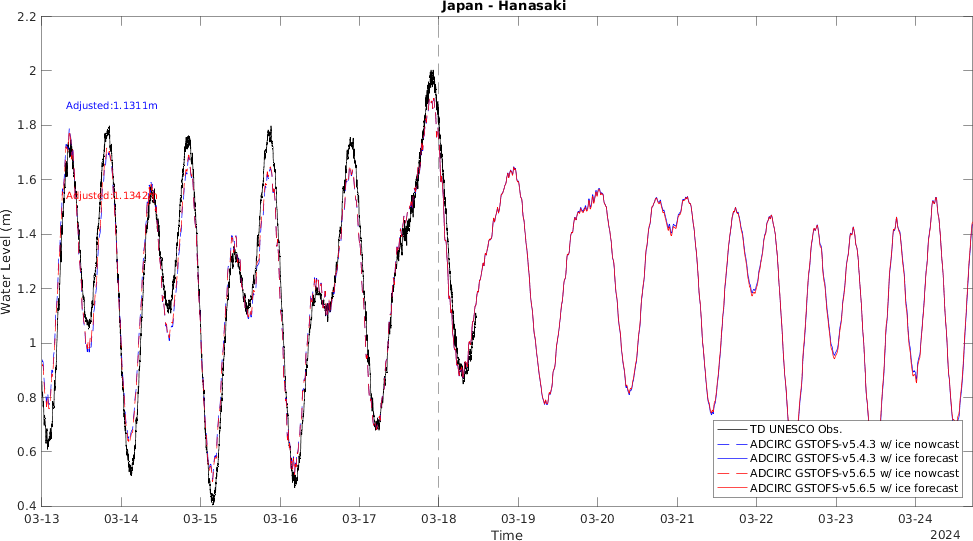 Japan - Hanasaki
2.2
2
1.8
1.6
1.4
1.2
1
0.8
0.6
0.4
Water Level (m)
Adjusted:1.1311m
Adjusted:1.1342m
TD UNESCO Obs.
ADCIRC GSTOFS-v5.4.3 w/ ice nowcast
ADCIRC GSTOFS-v5.4.3 w/ ice forecast
ADCIRC GSTOFS-v5.6.5 w/ ice nowcast
ADCIRC GSTOFS-v5.6.5 w/ ice forecast
03-13 03-14 03-15 03-16 03-17 03-18 03-19 03-20 03-21 03-22 03-23 03-24
Time
2024